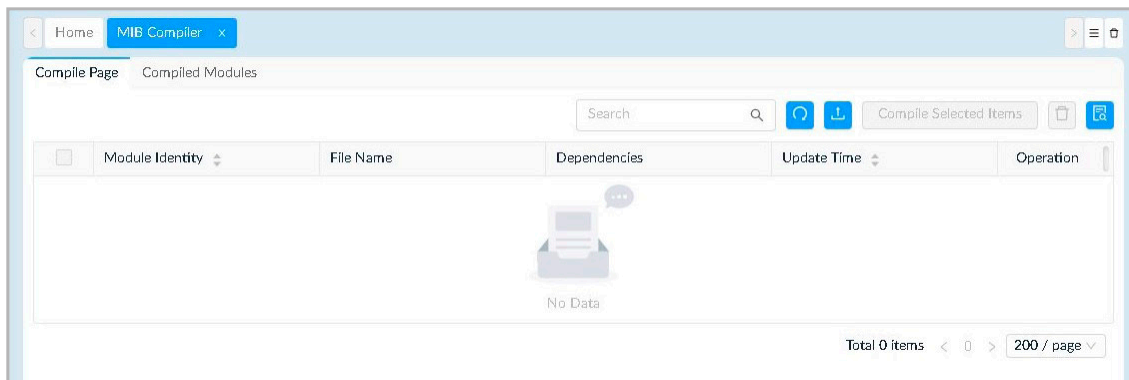 Home MIB Compiler x
Compile Page Compiled Modules
Search Compile Selected Items
Module Identity File Name Dependencies Update Time Operation
No Data
Total 0 items < 0 > 200 / page